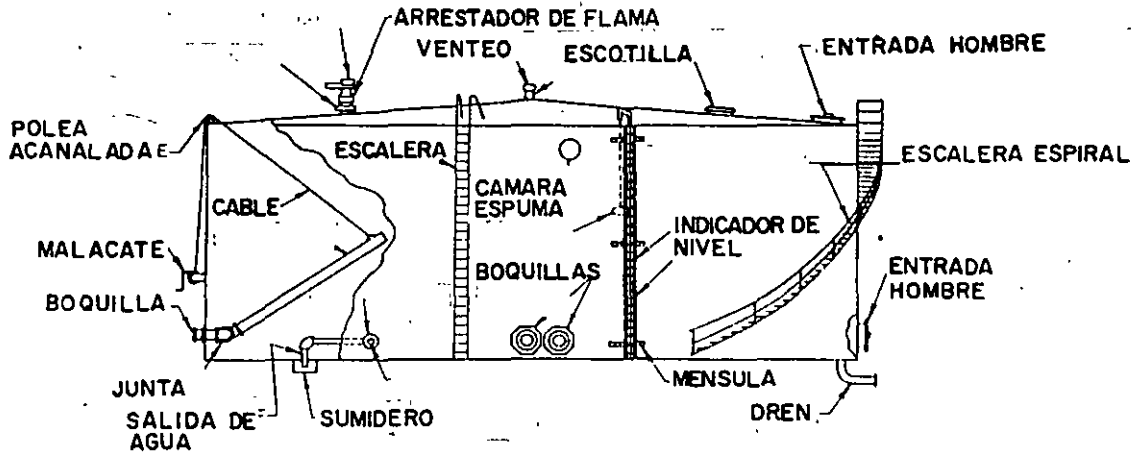 ARRESTADOR DE FLAMA
VENTEO
ESCOTILLA
ENTRADA HOMBRE
POLEA
ACANALADAE
ESCALERA
ESCALERA ESPIRAL
CABLE
CAMARA
ESPUMA
INDICADOR DE
NIVEL
MALACATE
BOQUILLAS
ENTRADA
HOMBRE
BOQUILLA
JUNTA
MENSULA
SALIDA DE
AGUA
SUMIDERO
DREN